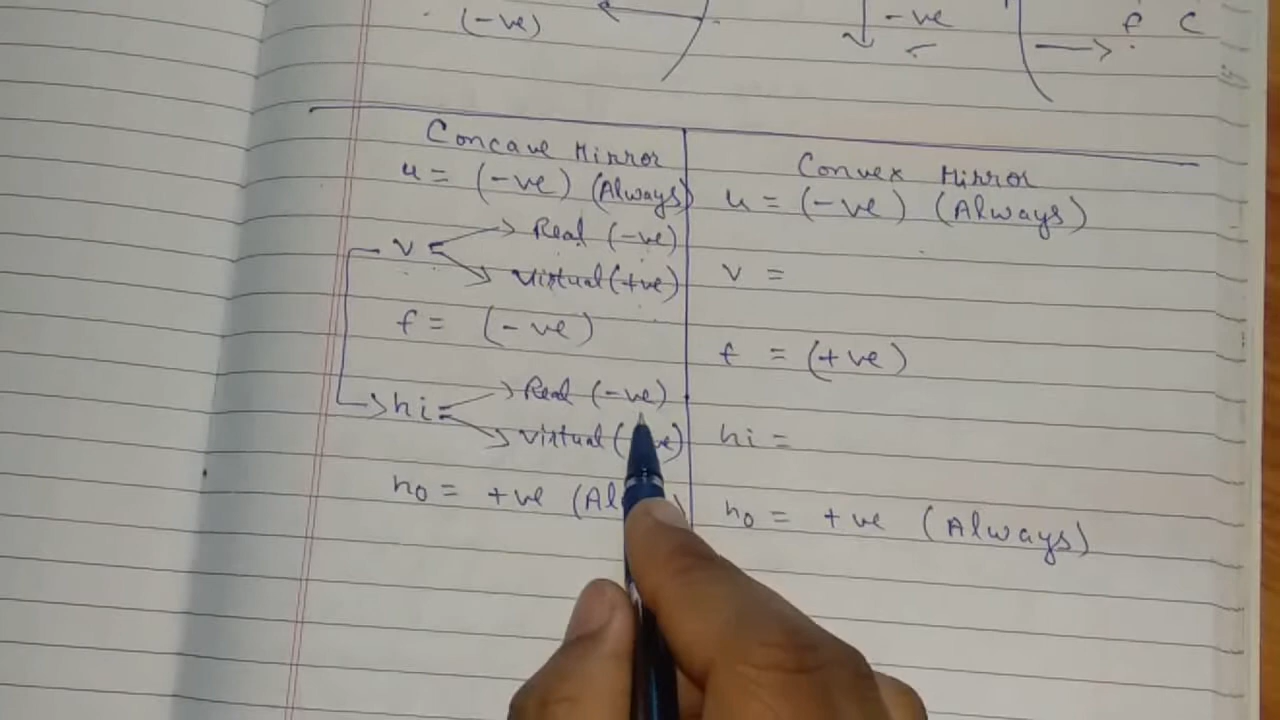 (-ve)
-ve
f C
Concave Mirror
u = (-ve) (Always)
v = Real (-ve)
Virtual (+ve)
f = (-ve)
hi = Real (-ve)
Virtual
ho = +ve
Convex Mirror
u = (-ve) (Always)
v =
f = (+ve)
hi =
ho = +ve (Always)